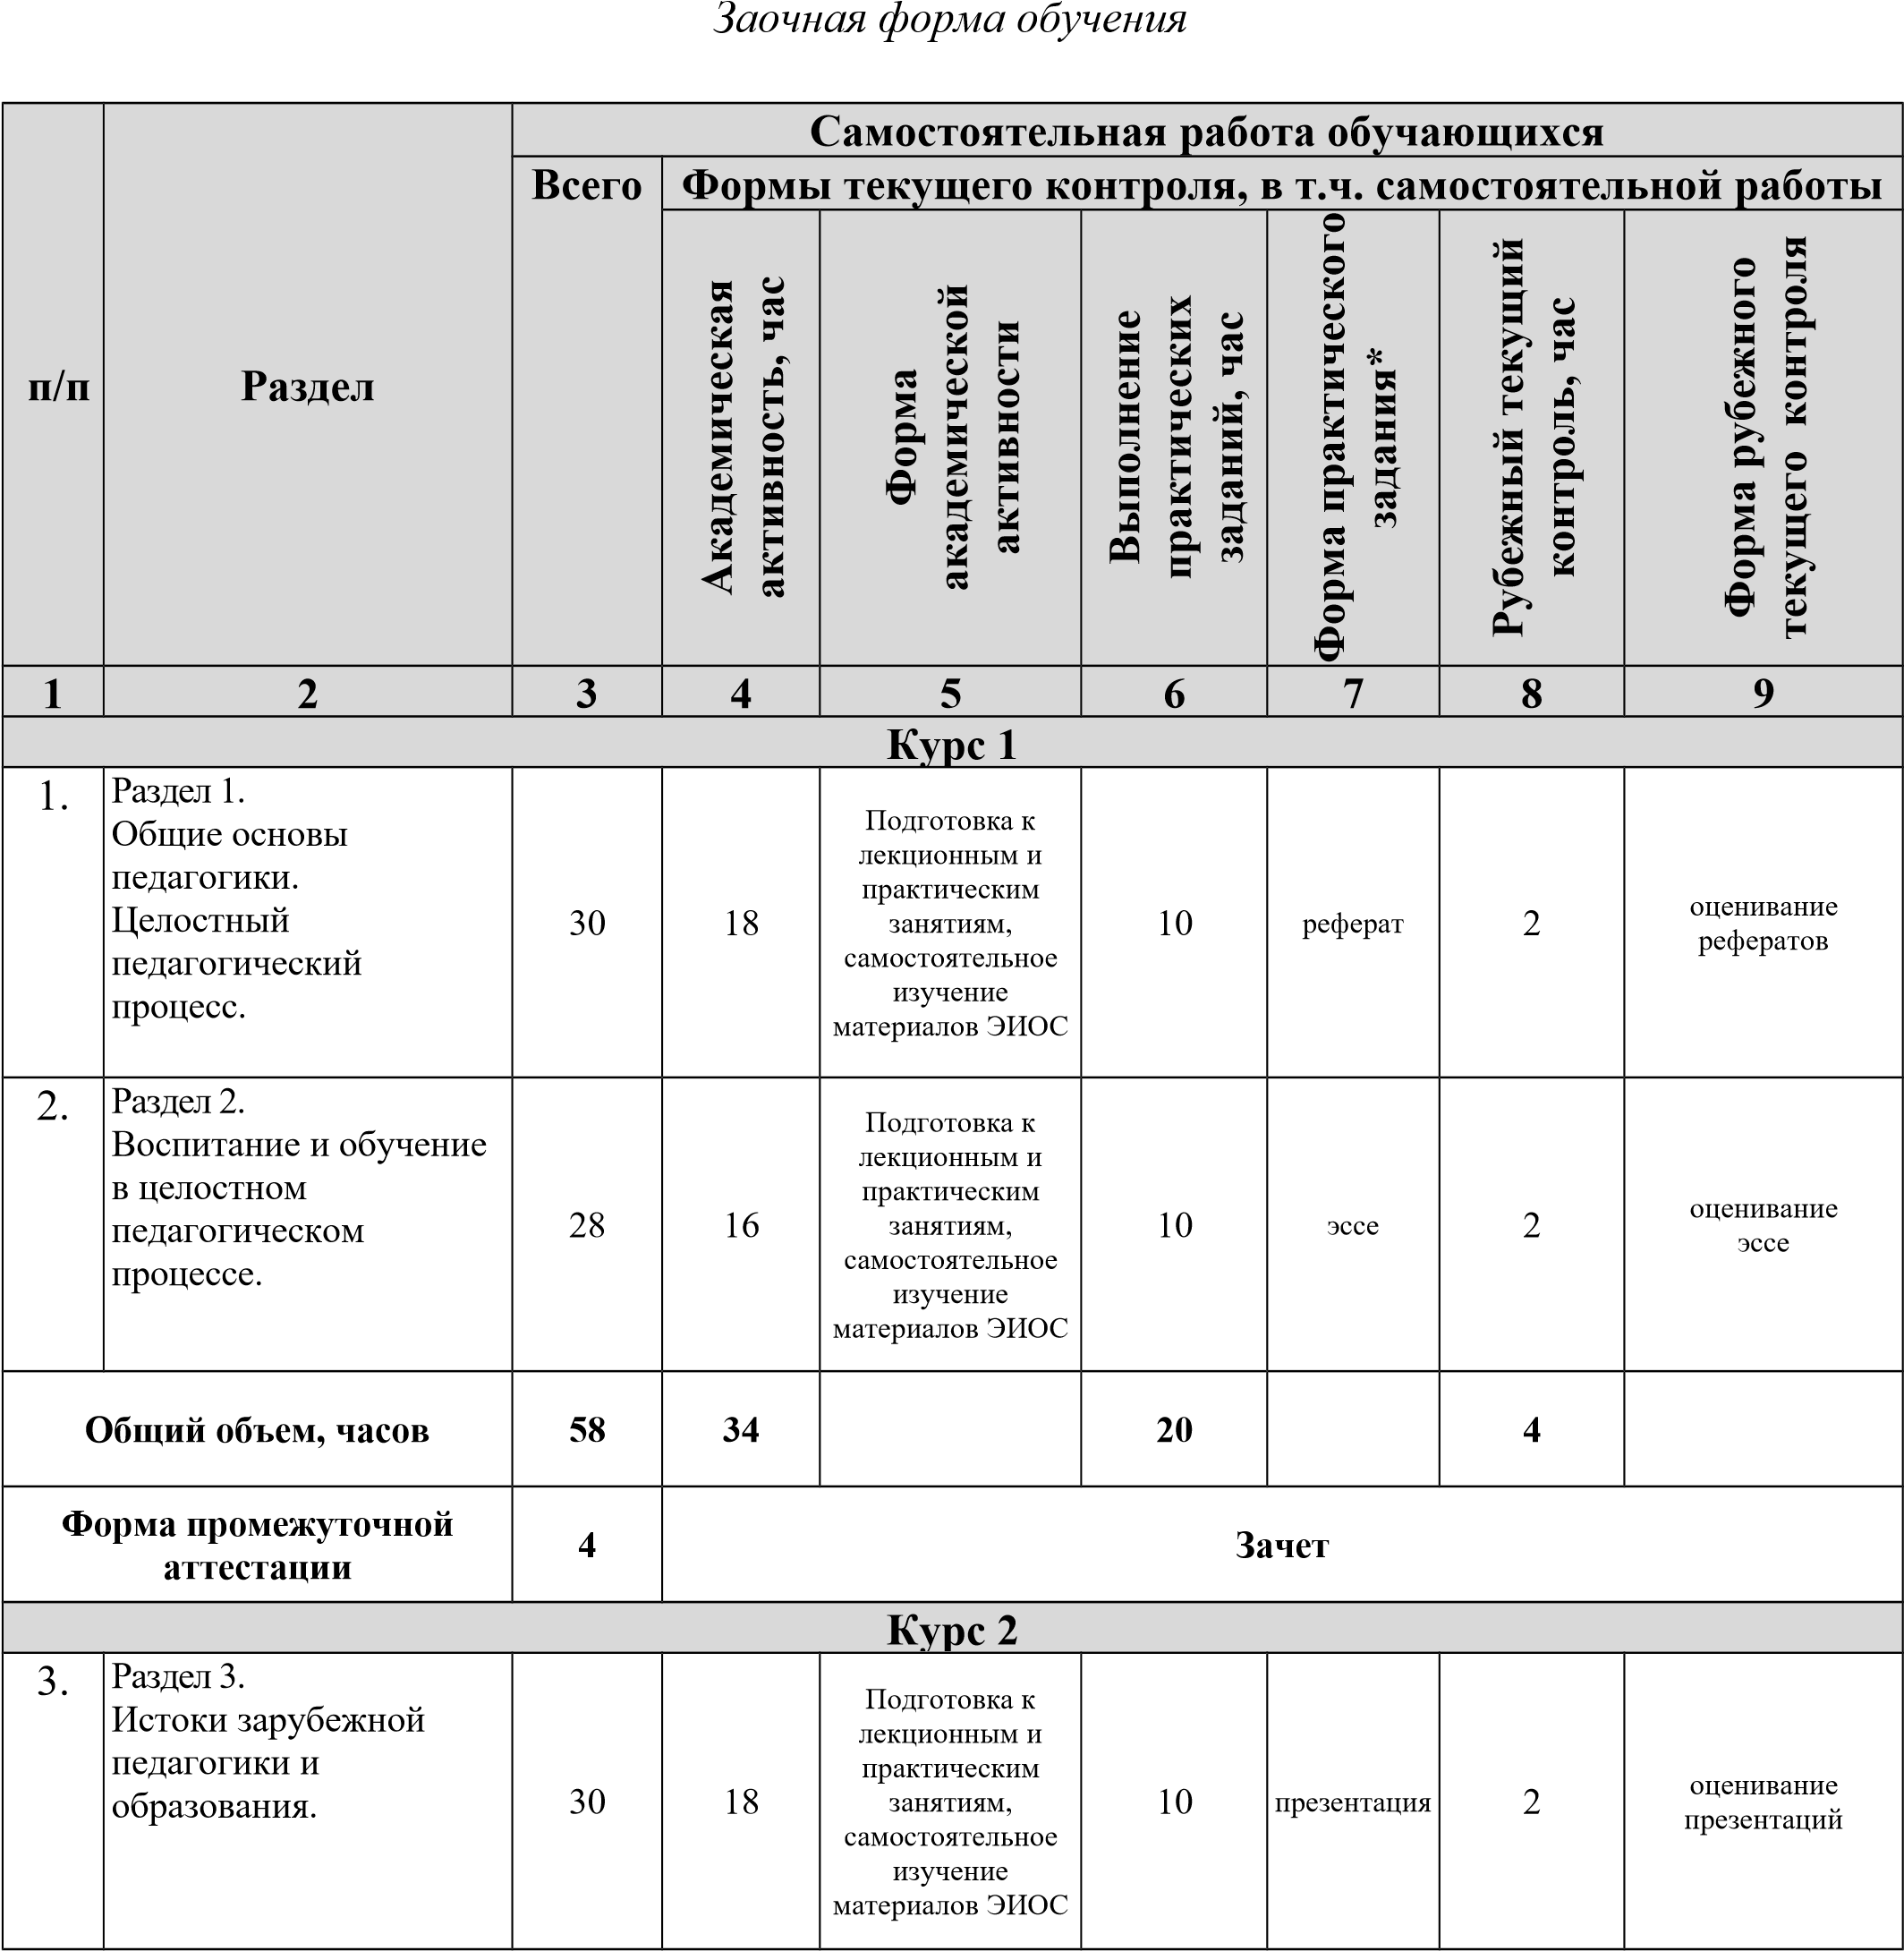 Заочная форма обучения
Самостоятельная работа обучающихся
Всего
Формы текущего контроля, в т.ч. самостоятельной работы
п/п
Раздел
Академическая
активность, час
Форма
академической
активности
Выполнение
практических
заданий, час
Форма практического
задания*
Рубежный текущий
контроль, час
Форма рубежного
текущего контроля
1 2 3 4 5 6 7 8 9
Курс 1
1.
Раздел 1.
Общие основы
педагогики.
Целостный
педагогический
процесс.
30
18
Подготовка к
лекционным и
практическим
занятиям,
самостоятельное
изучение
материалов ЭИОС
10
реферат
2
оценивание
рефератов
2.
Раздел 2.
Воспитание и обучение
в целостном
педагогическом
процессе.
28
16
Подготовка к
лекционным и
практическим
занятиям,
самостоятельное
изучение
материалов ЭИОС
10
эссе
2
оценивание
эссе
Общий объем, часов 58 34 20 4
Форма промежуточной
аттестации
4
Зачет
Курс 2
3.
Раздел 3.
Истоки зарубежной
педагогики и
образования.
30
18
Подготовка к
лекционным и
практическим
занятиям,
самостоятельное
изучение
материалов ЭИОС
10
презентация
2
оценивание
презентаций